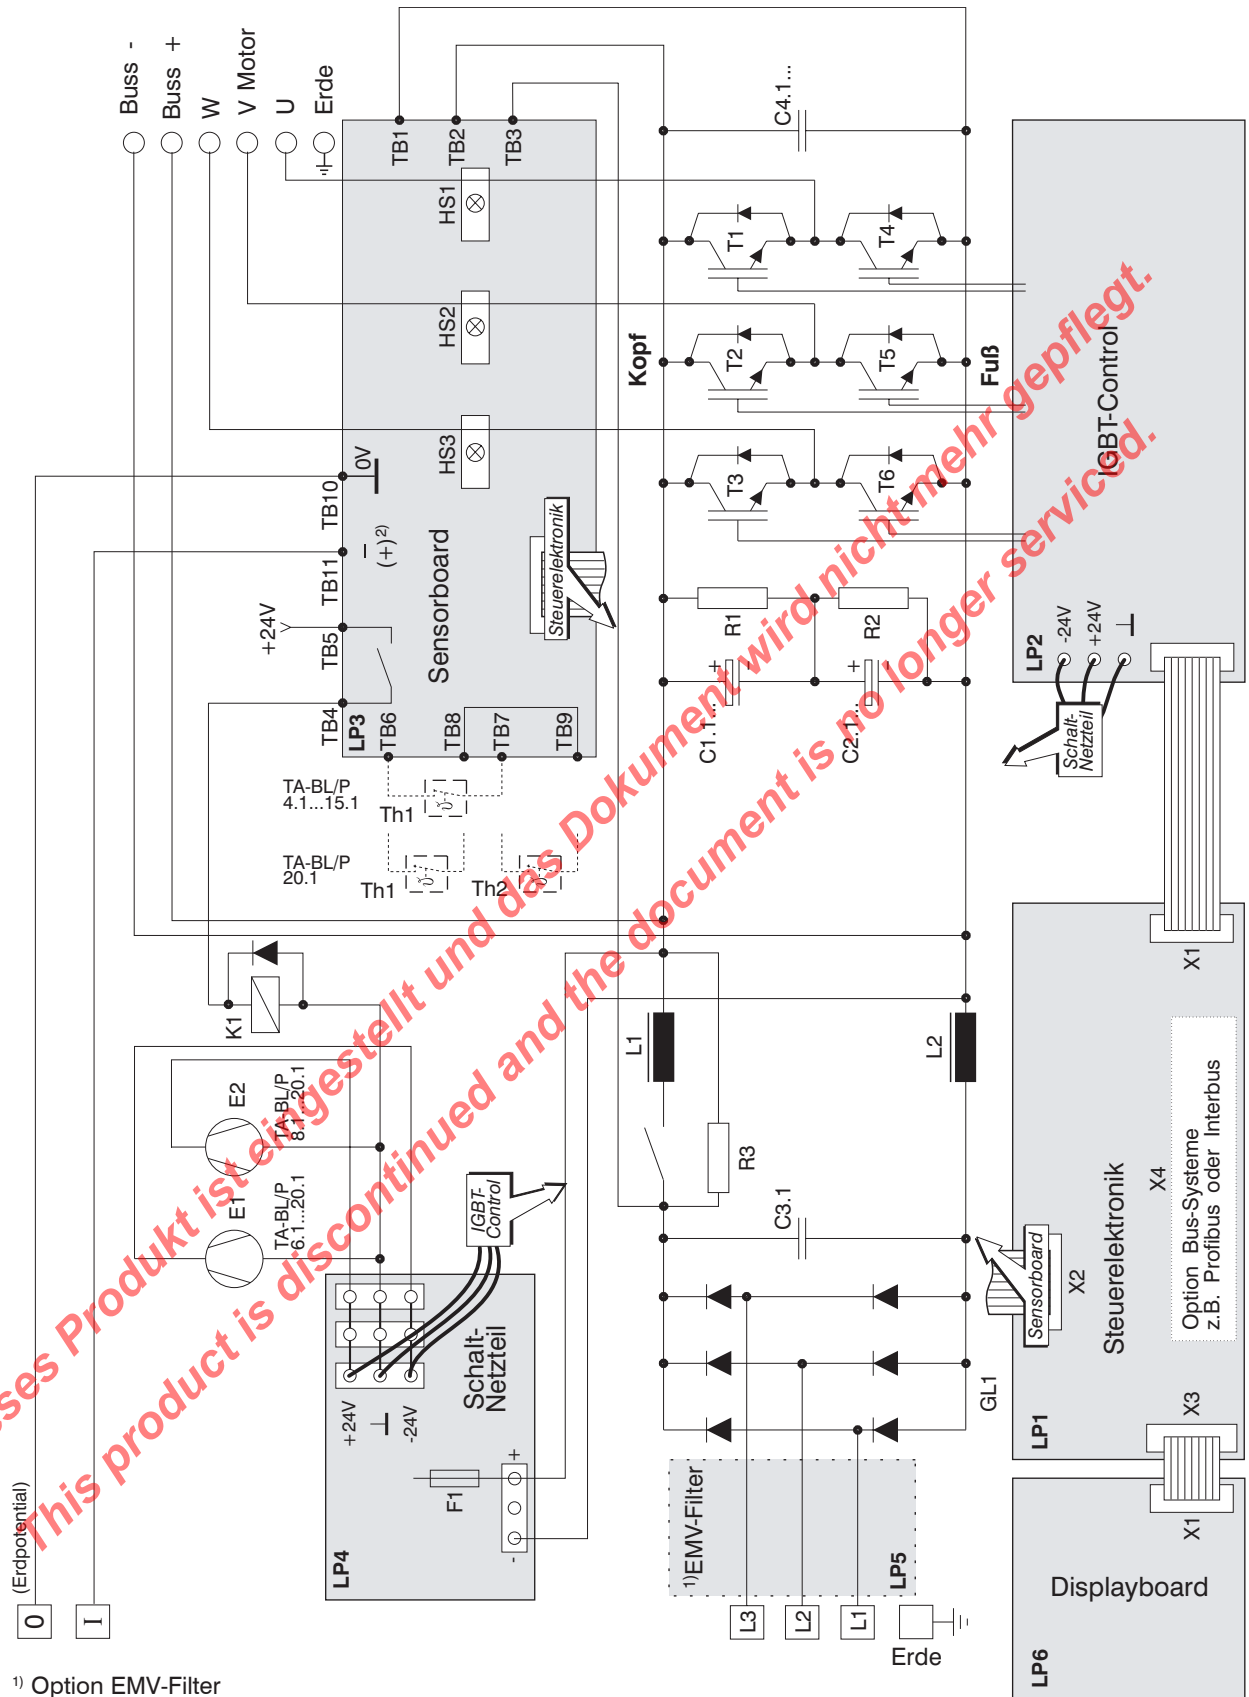 Buss -
Buss +
W
V Motor
U
Erde
TB1
TB2
TB3
HS1
HS2
HS3
TB10
0V
TB11
–
(+)²⁾
+24V
TB5
TB4
LP3
Sensorboard
Steuerelektronik
TB6
TB8
TB7
TB9
TA-BL/P
4.1...15.1
Th1
TA-BL/P
20.1
Th1
Th2
C4.1...
T1
T4
T2
T5
T3
T6
Kopf
Fuß
R1
R2
C1.1...
+
–
C2.1...
+
–
IGBT-Control
LP2
-24V
+24V
Schalt-
Netzteil
K1
E2
TA-BL/P
8.1...20.1
E1
TA-BL/P
6.1...20.1
IGBT-
Control
L1
L2
R3
C3.1
GL1
X1
Steuerelektronik
X4
Option Bus-Systeme
z.B. Profibus oder Interbus
Sensorboard
X2
LP1
X3
X1
Displayboard
LP6
LP4
+24V
-24V
Schalt-
Netzteil
F1
+
-
¹⁾EMV-Filter
LP5
L3
L2
L1
Erde
(Erdpotential)
0
I
¹⁾ Option EMV-Filter
ses Produkt ist eingestellt und das Dokument wird nicht mehr gepflegt.
This product is discontinued and the document is no longer serviced.